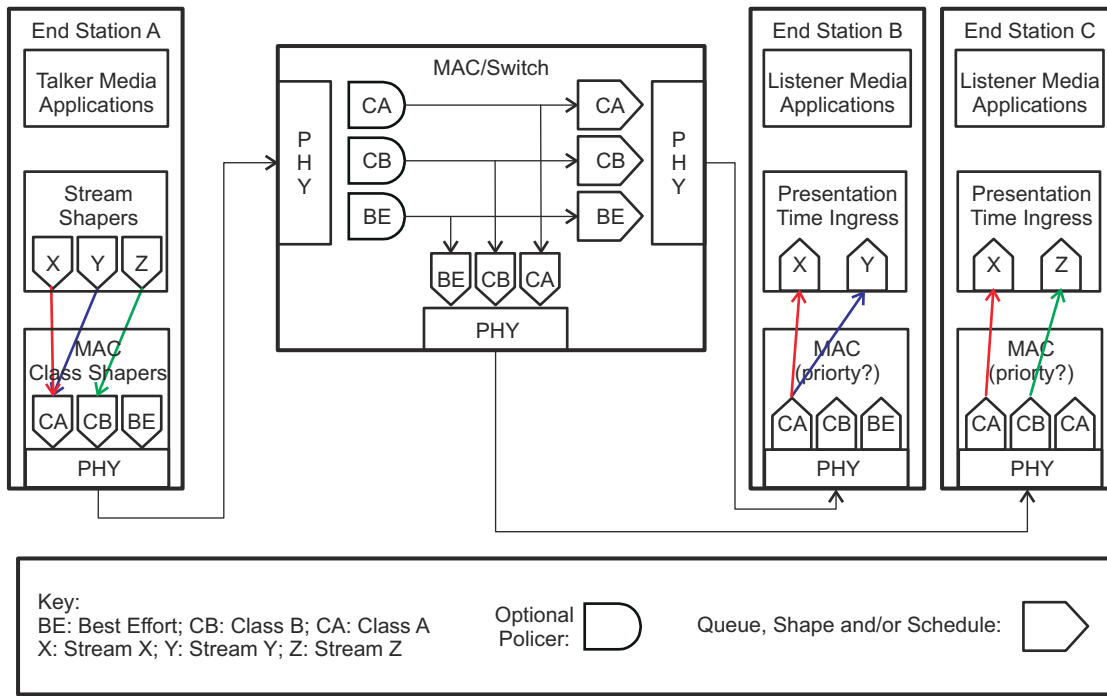 End Station A
Talker Media
Applications
Stream
Shapers
X Y Z
MAC
Class Shapers
CA CB BE
PHY
MAC/Switch
PHY
CA
CB
BE
CA
CB
BE
PHY
BE CB CA
PHY
End Station B
Listener Media
Applications
Presentation
Time Ingress
X Y
MAC
(priorty?)
CA CB BE
PHY
End Station C
Listener Media
Applications
Presentation
Time Ingress
X Z
MAC
(priorty?)
CA CB CA
PHY
Key:
BE: Best Effort; CB: Class B; CA: Class A
X: Stream X; Y: Stream Y; Z: Stream Z
Optional
Policer:
Queue, Shape and/or Schedule: